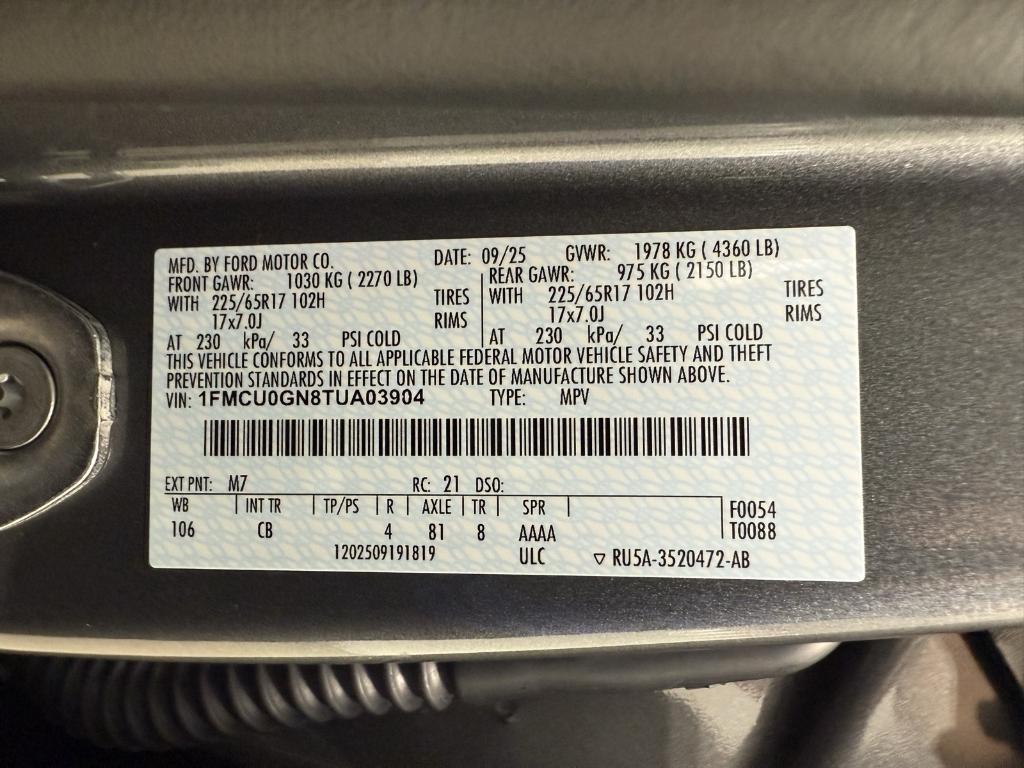 MFD. BY FORD MOTOR CO. DATE: 09/25 GVWR: 1978 KG ( 4360 LB)
FRONT GAWR: 1030 KG ( 2270 LB) REAR GAWR: 975 KG ( 2150 LB)
WITH 225/65R17 102H TIRES WITH 225/65R17 102H TIRES
17x7.0J RIMS 17x7.0J RIMS
AT 230 kPa/ 33 PSI COLD AT 230 kPa/ 33 PSI COLD
THIS VEHICLE CONFORMS TO ALL APPLICABLE FEDERAL MOTOR VEHICLE SAFETY AND THEFT
PREVENTION STANDARDS IN EFFECT ON THE DATE OF MANUFACTURE SHOWN ABOVE.
VIN: 1FMCU0GN8TUA03904 TYPE: MPV
EXT PNT: M7 RC: 21 DSO:
WB INT TR TP/PS R AXLE TR SPR F0054
106 CB 4 81 8 AAAA T0088
1202509191819 ULC ▽ RU5A-3520472-AB